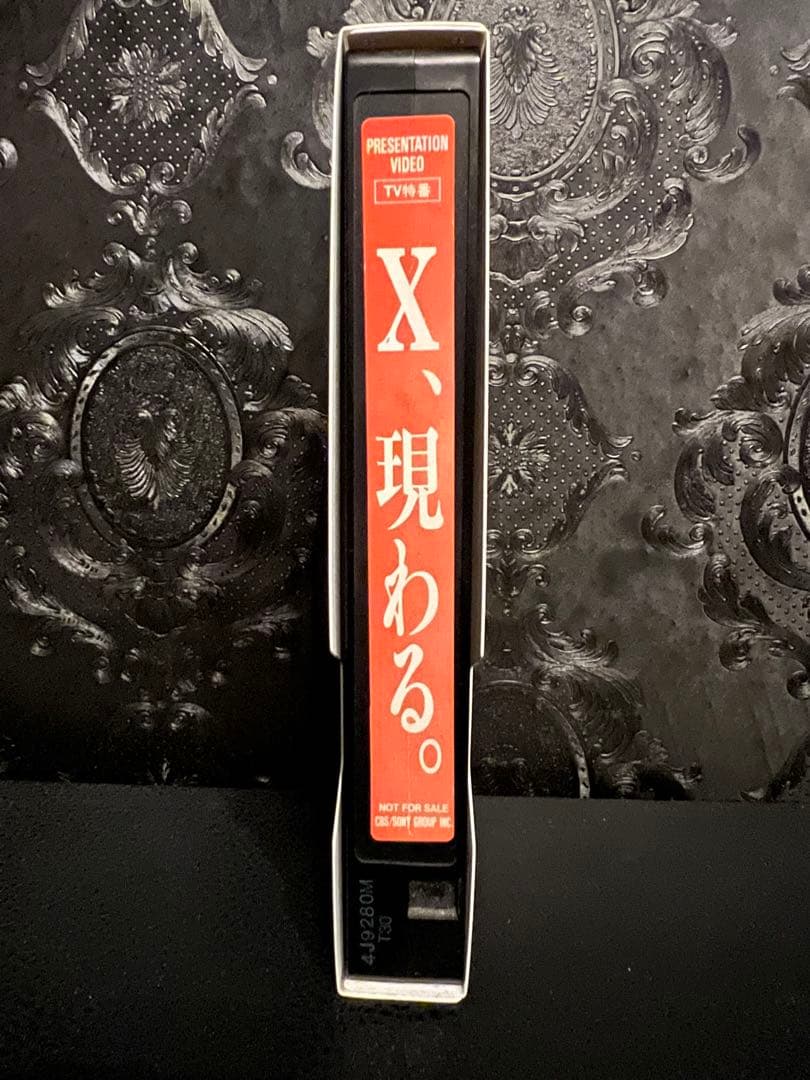 PRESENTATION
VIDEO
TV特番
X、現わる。
NOT FOR SALE
CBS/SONY GROUP INC.
4J9280M
T30